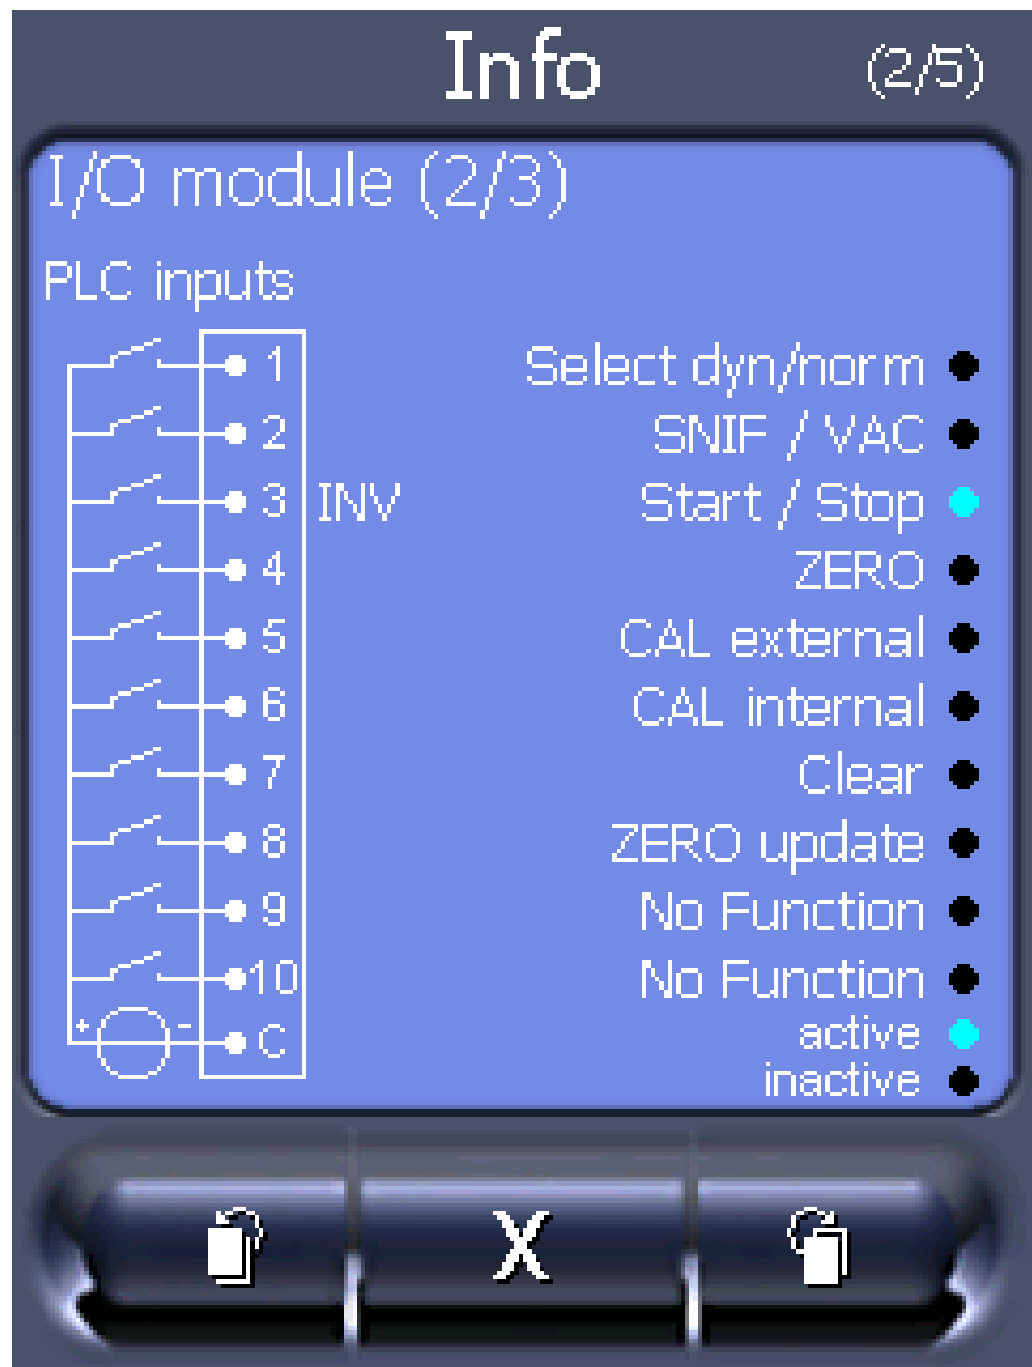 Info (2/5)
I/O module (2/3)
PLC inputs
1 Select dyn/norm
2 SNIF / VAC
3 INV Start / Stop
4 ZERO
5 CAL external
6 CAL internal
7 Clear
8 ZERO update
9 No Function
10 No Function
+ - C active
inactive
X